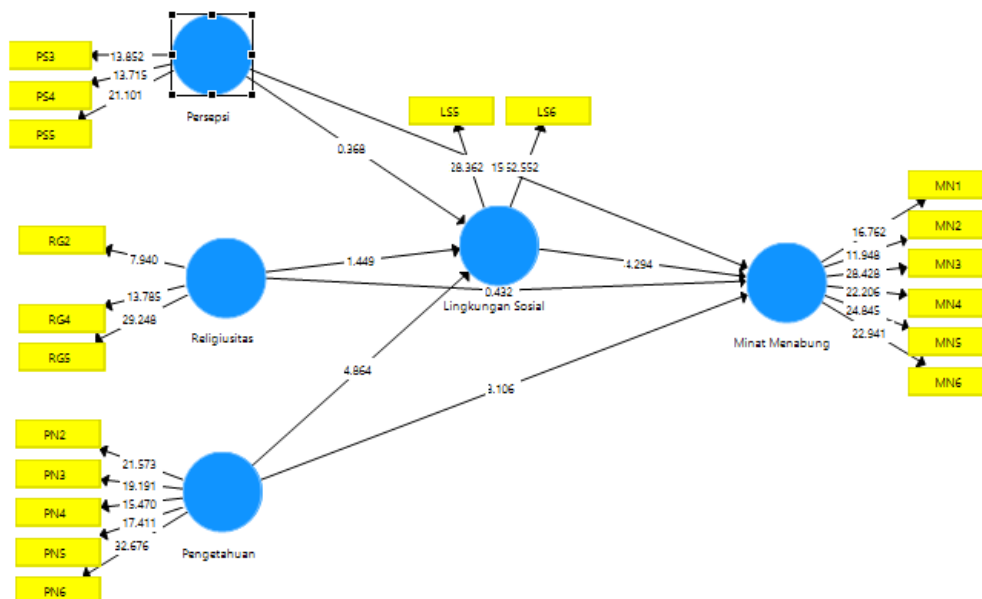 PS3
13.852
PS4
13.715
PS5
21.101
Persepsi
LS5
LS6
0.368
28.362
52.552
MN1
16.762
MN2
11.948
MN3
28.428
MN4
22.206
MN5
24.845
MN6
22.941
Minat Menabung
RG2
7.940
1.449
4.294
0.432
Lingkungan Sosial
RG4
13.785
RG5
29.248
Religiusitas
4.864
3.106
PN2
21.573
PN3
19.191
PN4
15.470
PN5
17.411
PN6
32.676
Pengetahuan